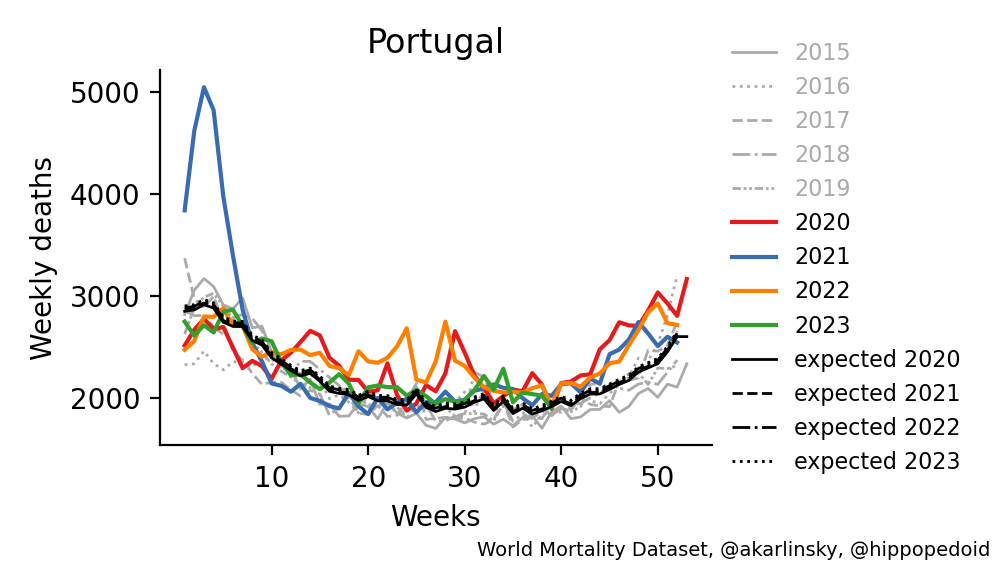 Portugal
Weekly deaths
5000
4000
3000
2000
10
20
30
40
50
Weeks
2015
2016
2017
2018
2019
2020
2021
2022
2023
expected 2020
expected 2021
expected 2022
expected 2023
World Mortality Dataset, @akarlinsky, @hippopedoid